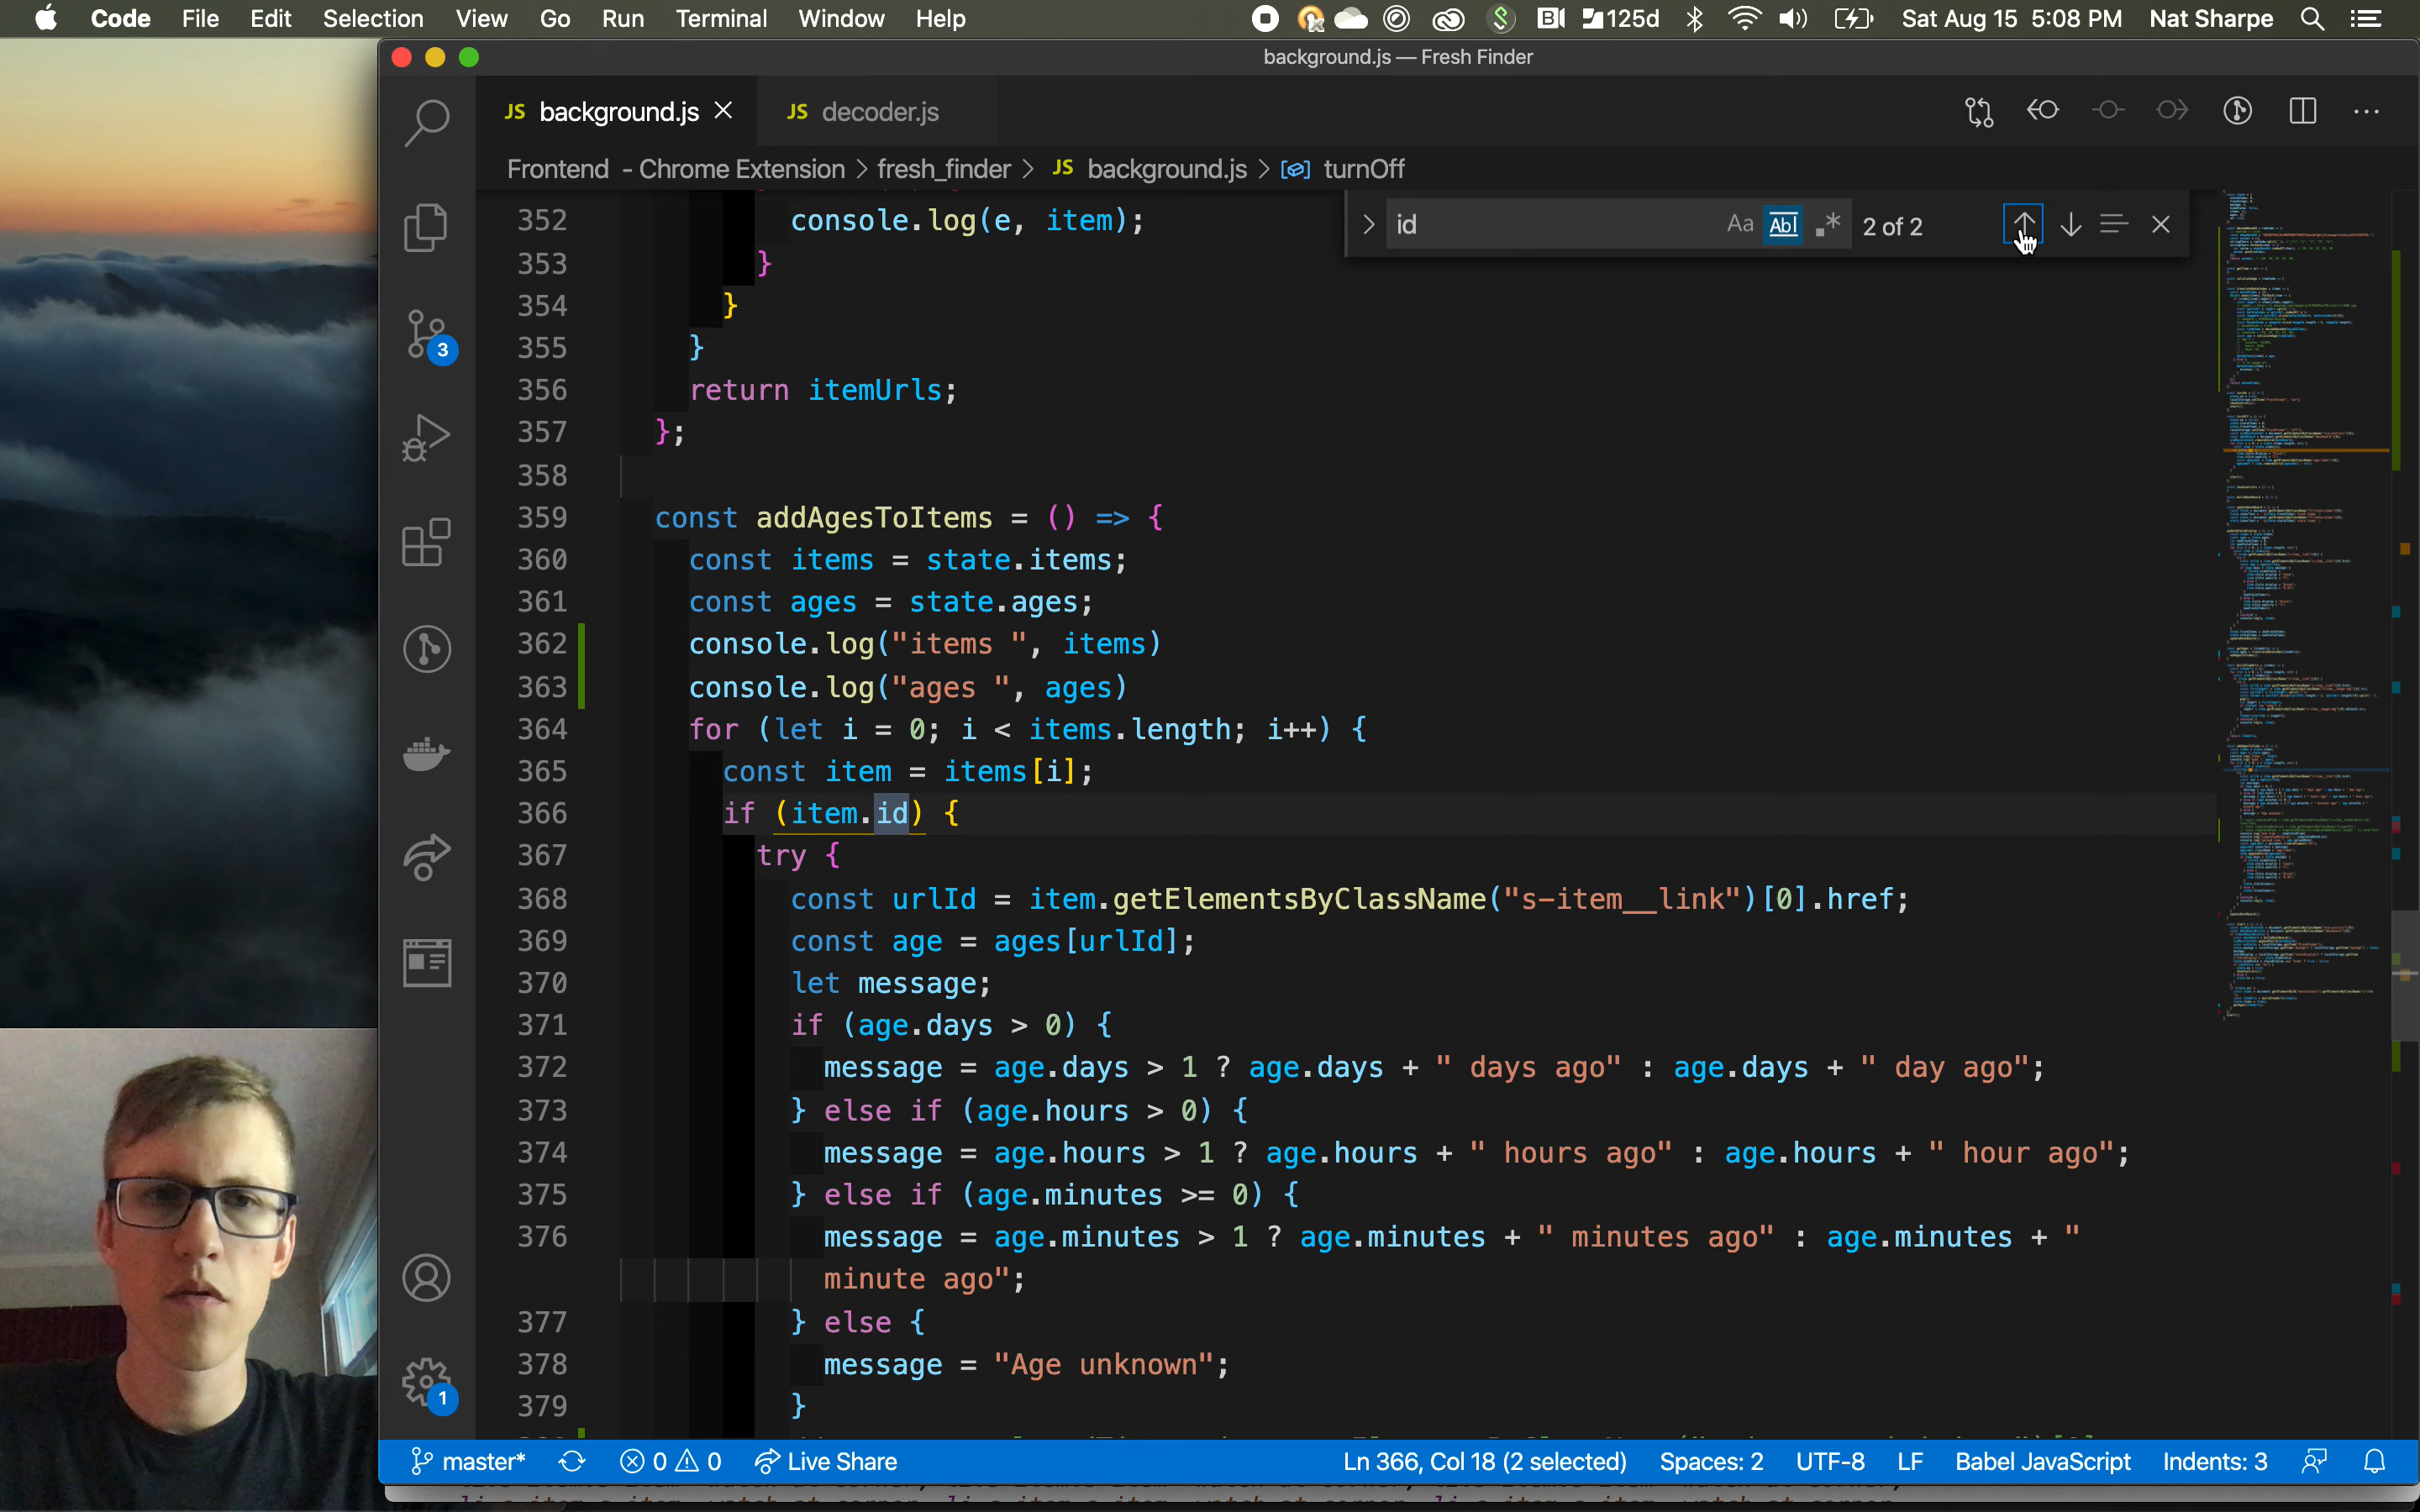 Code File Edit Selection View Go Run Terminal Window Help 125d Sat Aug 15 5:08 PM Nat Sharpe
background.js — Fresh Finder
JS background.js JS decoder.js
Frontend - Chrome Extension > fresh_finder > JS background.js > turnOff
id Aa Abl .* 2 of 2
352 console.log(e, item);
353 }
354 }
355 }
356 return itemUrls;
357 };
358
359 const addAgesToItems = () => {
360 const items = state.items;
361 const ages = state.ages;
362 console.log("items ", items)
363 console.log("ages ", ages)
364 for (let i = 0; i < items.length; i++) {
365 const item = items[i];
366 if (item.id) {
367 try {
368 const urlId = item.getElementsByClassName("s-item__link")[0].href;
369 const age = ages[urlId];
370 let message;
371 if (age.days > 0) {
372 message = age.days > 1 ? age.days + " days ago" : age.days + " day ago";
373 } else if (age.hours > 0) {
374 message = age.hours > 1 ? age.hours + " hours ago" : age.hours + " hour ago";
375 } else if (age.minutes >= 0) {
376 message = age.minutes > 1 ? age.minutes + " minutes ago" : age.minutes + "
minute ago";
377 } else {
378 message = "Age unknown";
379 }
3
1
master* 0 0 Live Share Ln 366, Col 18 (2 selected) Spaces: 2 UTF-8 LF Babel JavaScript Indents: 3